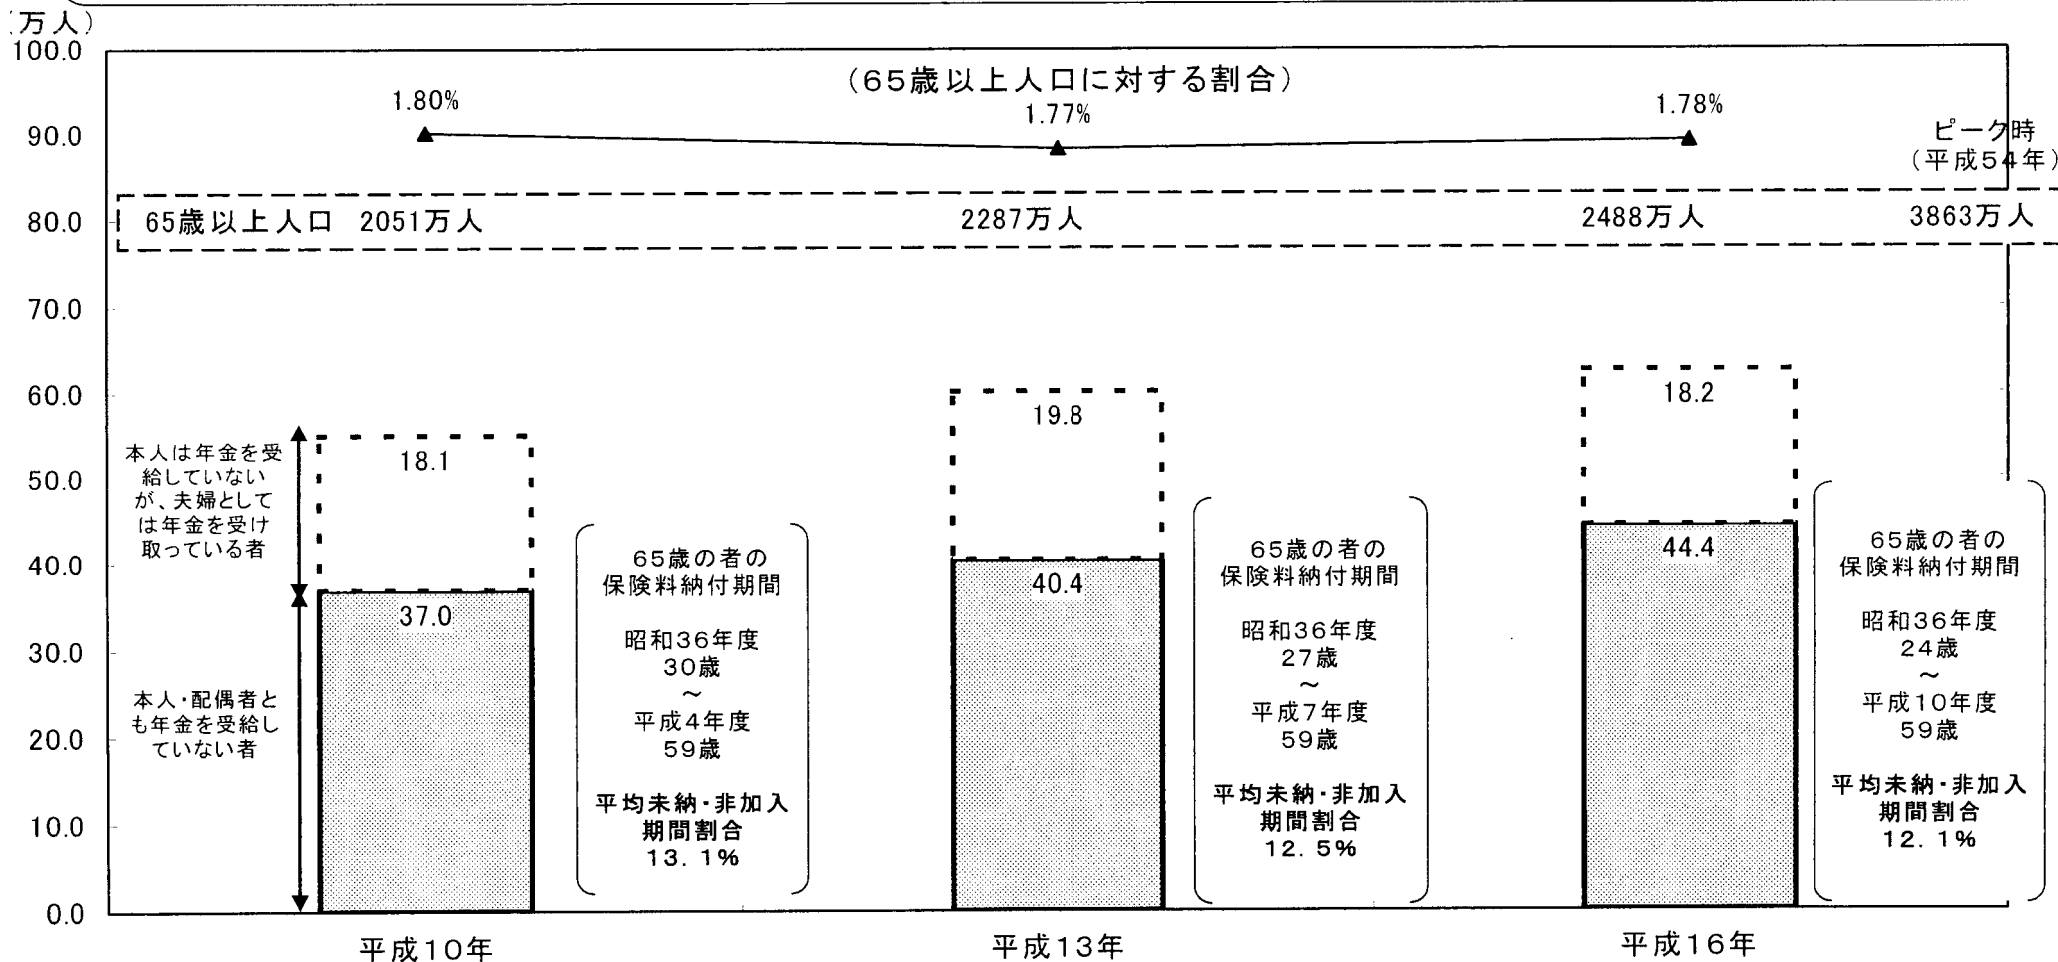 (万人)
100.0
90.0
80.0
70.0
60.0
50.0
40.0
30.0
20.0
10.0
0.0
(65歳以上人口に対する割合)
1.80%
1.77%
1.78%
ピーク時
(平成54年)
65歳以上人口 2051万人
2287万人
2488万人
3863万人
本人は年金を受
給していない
が、夫婦として
は年金を受け
取っている者
本人・配偶者と
も年金を受給し
ていない者
18.1
37.0
65歳の者の
保険料納付期間
昭和36年度
30歳
~
平成4年度
59歳
平均未納・非加入
期間割合
13.1%
19.8
40.4
65歳の者の
保険料納付期間
昭和36年度
27歳
~
平成7年度
59歳
平均未納・非加入
期間割合
12.5%
18.2
44.4
65歳の者の
保険料納付期間
昭和36年度
24歳
~
平成10年度
59歳
平均未納・非加入
期間割合
12.1%
平成10年
平成13年
平成16年